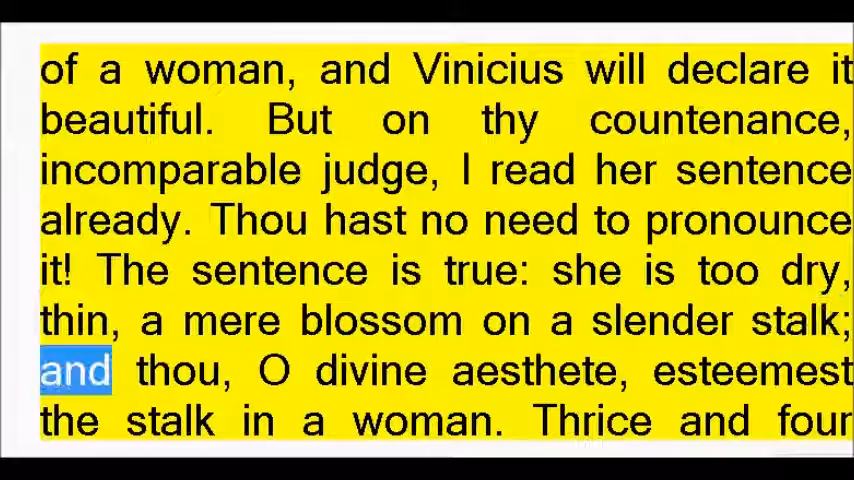 of a woman, and Vinicius will declare it
beautiful. But on thy countenance,
incomparable judge, I read her sentence
already. Thou hast no need to pronounce
it! The sentence is true: she is too dry,
thin, a mere blossom on a slender stalk;
and thou, O divine aesthete, esteemest
the stalk in a woman. Thrice and four